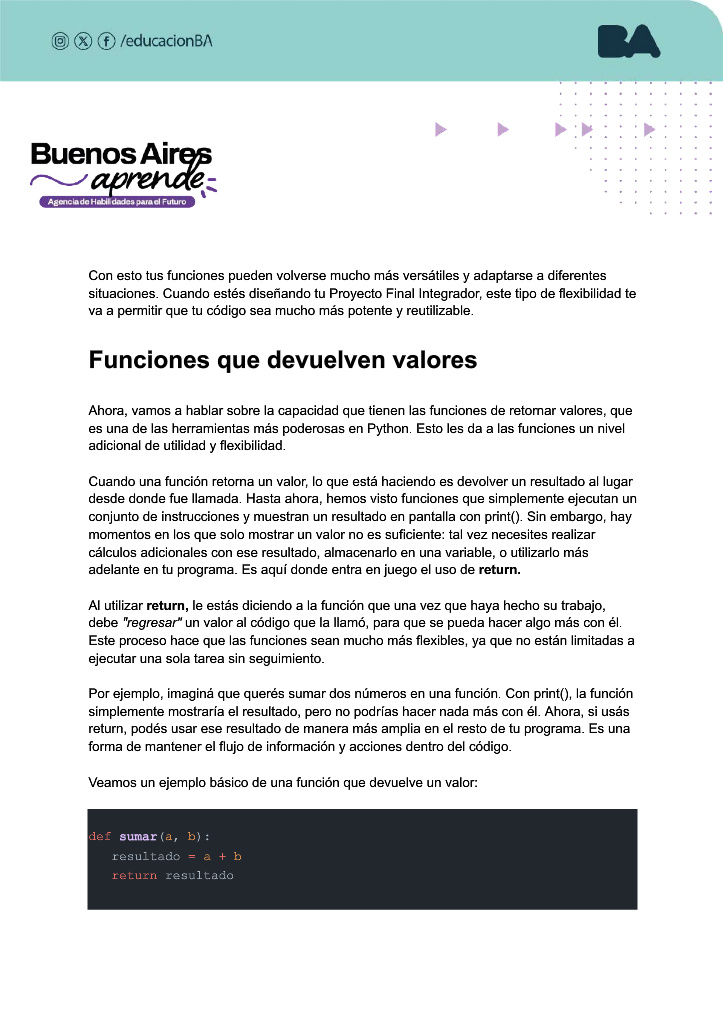 /educacionBA
BA
Buenos Aires
aprende
Agencia de Habilidades para el Futuro
Con esto tus funciones pueden volverse mucho más versátiles y adaptarse a diferentes
situaciones. Cuando estés diseñando tu Proyecto Final Integrador, este tipo de flexibilidad te
va a permitir que tu código sea mucho más potente y reutilizable.
Funciones que devuelven valores
Ahora, vamos a hablar sobre la capacidad que tienen las funciones de retornar valores, que
es una de las herramientas más poderosas en Python. Esto les da a las funciones un nivel
adicional de utilidad y flexibilidad.
Cuando una función retorna un valor, lo que está haciendo es devolver un resultado al lugar
desde donde fue llamada. Hasta ahora, hemos visto funciones que simplemente ejecutan un
conjunto de instrucciones y muestran un resultado en pantalla con print(). Sin embargo, hay
momentos en los que solo mostrar un valor no es suficiente: tal vez necesites realizar
cálculos adicionales con ese resultado, almacenarlo en una variable, o utilizarlo más
adelante en tu programa. Es aquí donde entra en juego el uso de return.
Al utilizar return, le estás diciendo a la función que una vez que haya hecho su trabajo,
debe "regresar" un valor al código que la llamó, para que se pueda hacer algo más con él.
Este proceso hace que las funciones sean mucho más flexibles, ya que no están limitadas a
ejecutar una sola tarea sin seguimiento.
Por ejemplo, imaginá que querés sumar dos números en una función. Con print(), la función
simplemente mostraría el resultado, pero no podrías hacer nada más con él. Ahora, si usás
return, podés usar ese resultado de manera más amplia en el resto de tu programa. Es una
forma de mantener el flujo de información y acciones dentro del código.
Veamos un ejemplo básico de una función que devuelve un valor:
def sumar(a, b):
resultado = a + b
return resultado